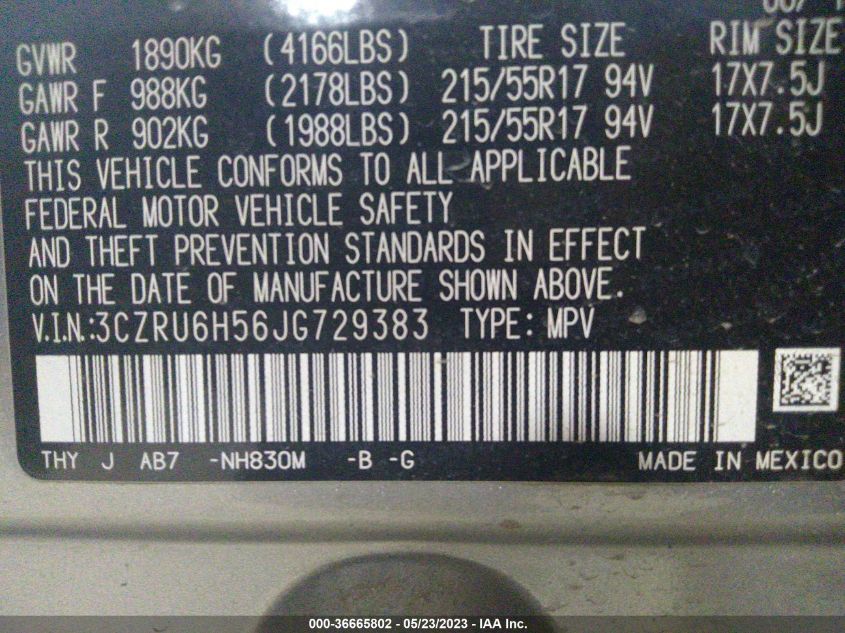 GVWR 1890KG (4166LBS) TIRE SIZE RIM SIZE
GAWR F 988KG (2178LBS) 215/55R17 94V 17X7.5J
GAWR R 902KG (1988LBS) 215/55R17 94V 17X7.5J
THIS VEHICLE CONFORMS TO ALL APPLICABLE
FEDERAL MOTOR VEHICLE SAFETY
AND THEFT PREVENTION STANDARDS IN EFFECT
ON THE DATE OF MANUFACTURE SHOWN ABOVE.
V.I.N.:3CZRU6H56JG729383 TYPE: MPV
THY J AB7 -NH830M -B -G MADE IN MEXICO
000-36665802 - 05/23/2023 - IAA Inc.